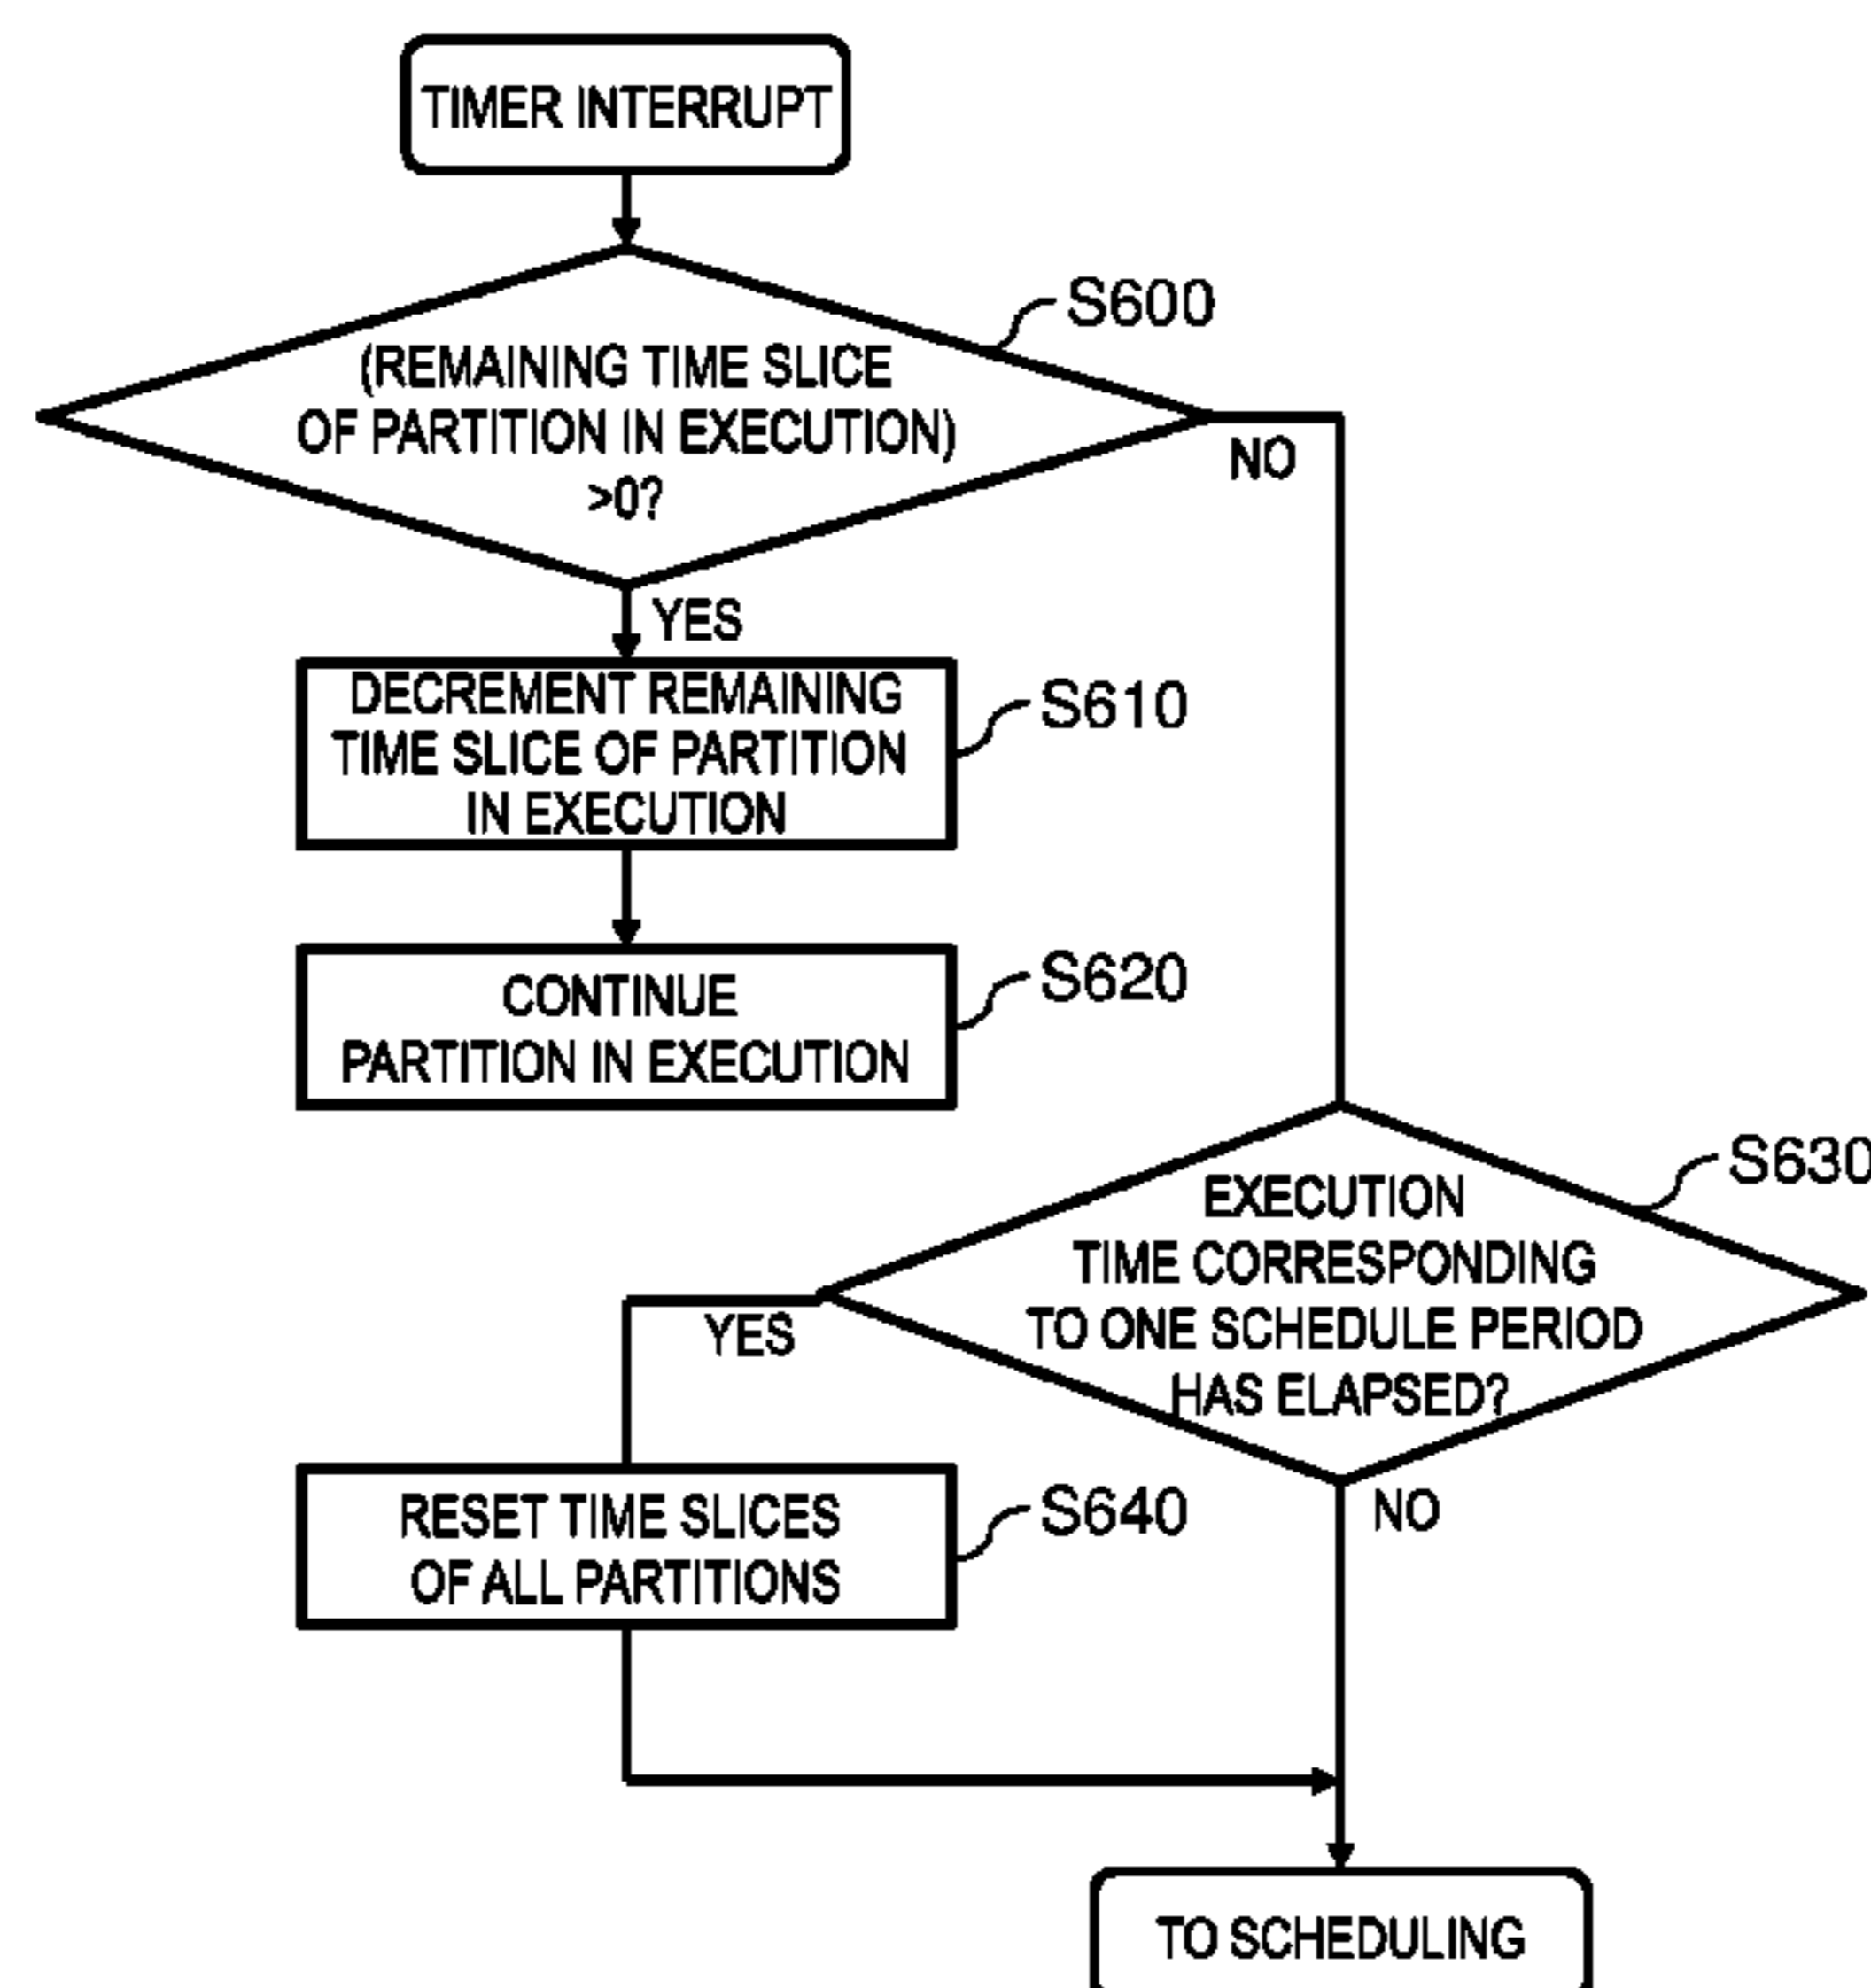 TIMER INTERRUPT
S600
(REMAINING TIME SLICE
OF PARTITION IN EXECUTION)
>0?
NO
YES
DECREMENT REMAINING
TIME SLICE OF PARTITION
IN EXECUTION
S610
CONTINUE
PARTITION IN EXECUTION
S620
S630
EXECUTION
TIME CORRESPONDING
TO ONE SCHEDULE PERIOD
HAS ELAPSED?
YES
NO
RESET TIME SLICES
OF ALL PARTITIONS
S640
TO SCHEDULING